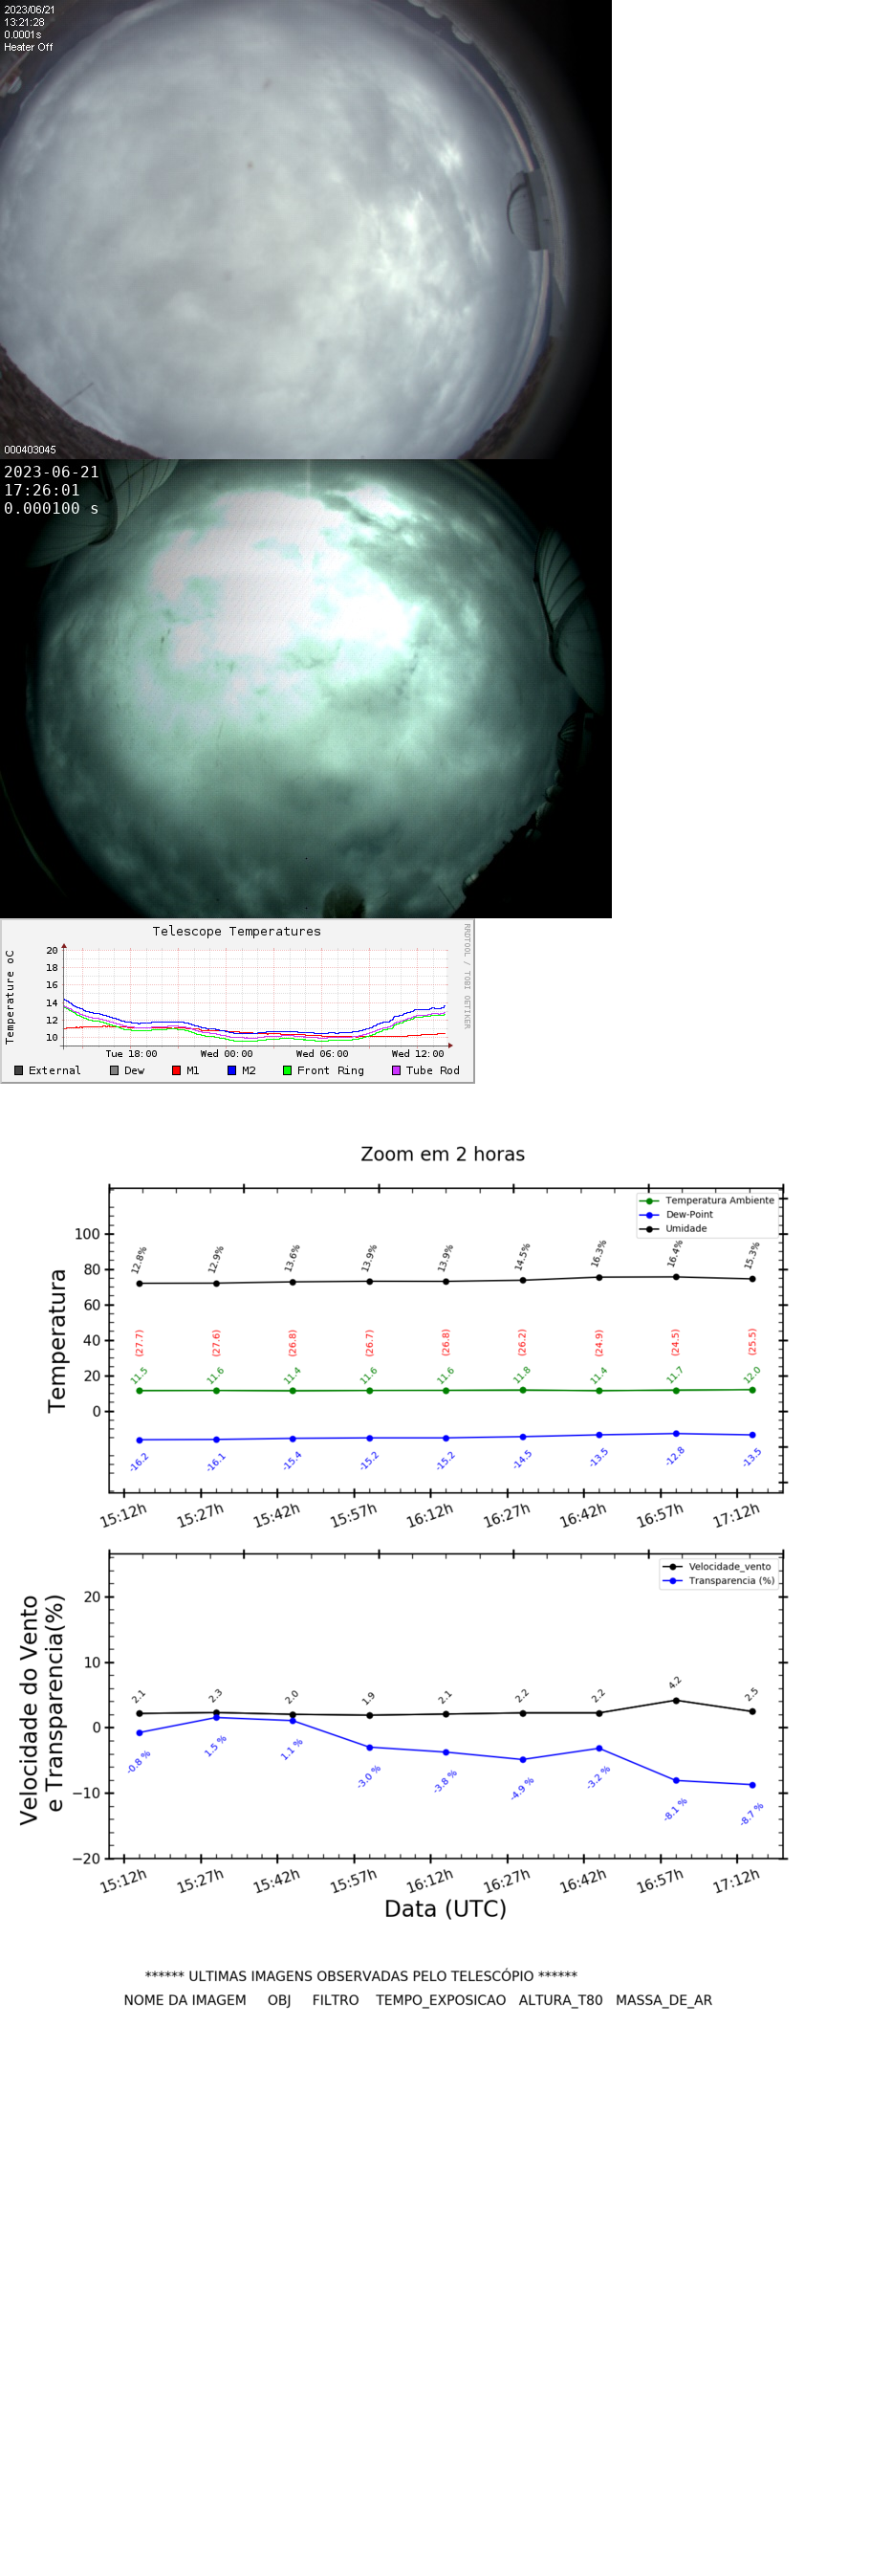 2023/06/21
13:21:28
0.0001s
Heater Off
000403045
2023-06-21
17:26:01
0.000100 s
Telescope Temperatures
RRDTOOL / TOBI OETIKER
Temperature oC
20
18
16
14
12
10
Tue 18:00 Wed 00:00 Wed 06:00 Wed 12:00
External Dew M1 M2 Front Ring Tube Rod
Zoom em 2 horas
Temperatura
Temperatura Ambiente
Dew-Point
Umidade
100
80
60
40
20
0
12.8% 12.9% 13.6% 13.9% 13.9% 14.5% 16.3% 16.4% 15.3%
(27.7) (27.6) (26.8) (26.7) (26.8) (26.2) (24.9) (24.5) (25.5)
11.5 11.6 11.4 11.6 11.6 11.8 11.4 11.7 12.0
-16.2 -16.1 -15.4 -15.2 -15.2 -14.5 -13.5 -12.8 -13.5
15:12h 15:27h 15:42h 15:57h 16:12h 16:27h 16:42h 16:57h 17:12h
Velocidade do Vento
e Transparencia(%)
Velocidade_vento
Transparencia (%)
20
10
0
−10
−20
2.1 2.3 2.0 1.9 2.1 2.2 2.2 4.2 2.5
-0.8 % 1.5 % 1.1 % -3.0 % -3.8 % -4.9 % -3.2 % -8.1 % -8.7 %
15:12h 15:27h 15:42h 15:57h 16:12h 16:27h 16:42h 16:57h 17:12h
Data (UTC)
****** ULTIMAS IMAGENS OBSERVADAS PELO TELESCÓPIO ******
NOME DA IMAGEM OBJ FILTRO TEMPO_EXPOSICAO ALTURA_T80 MASSA_DE_AR